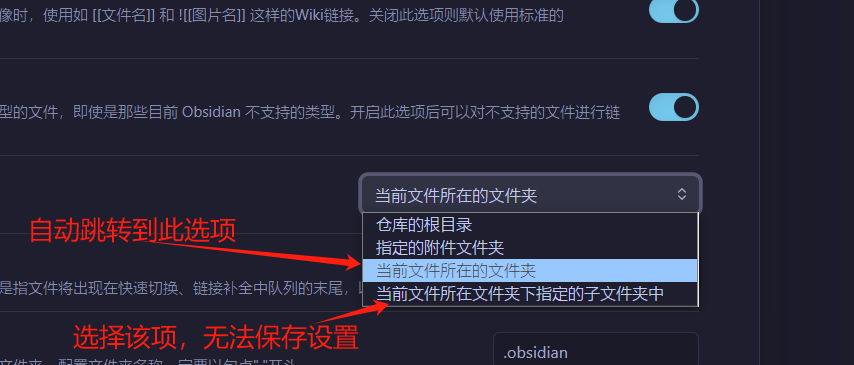 像时，使用如 [[文件名]] 和 ![[图片名]] 这样的Wiki链接。关闭此选项则默认使用标准的
型的文件，即使是那些目前 Obsidian 不支持的类型。开启此选项后可以对不支持的文件进行链
当前文件所在的文件夹
仓库的根目录
自动跳转到此选项
指定的附件文件夹
当前文件所在的文件夹
是指文件将出现在快速切换、链接补全中队列的末尾，
当前文件所在文件夹下指定的子文件夹中
选择该项，无法保存设置
.obsidian
文件夹、配置文件夹名称，